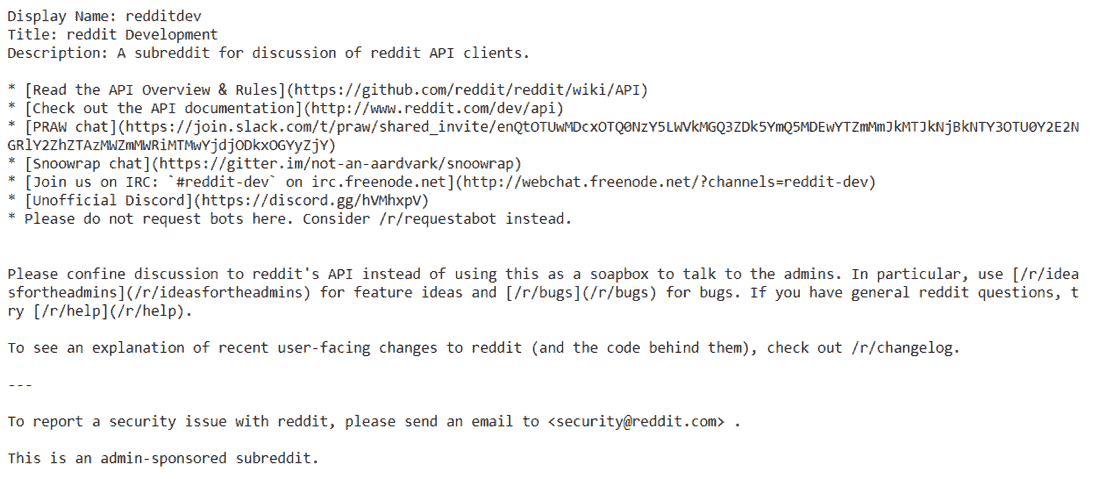 Display Name: redditdev
Title: reddit Development
Description: A subreddit for discussion of reddit API clients.
* [Read the API Overview & Rules](https://github.com/reddit/reddit/wiki/API)
* [Check out the API documentation](http://www.reddit.com/dev/api)
* [PRAW chat](https://join.slack.com/t/praw/shared_invite/enQtOTUwMDcxOTQ0NzY5LWVkMGQ3ZDk5YmQ5MDEwYTZmMmJkMTJkNjBkNTY3OTU0Y2E2N
GRlY2ZhZTAzMWZmMWRiMTMwYjdjODkxOGYyZjY)
* [Snoowrap chat](https://gitter.im/not-an-aardvark/snoowrap)
* [Join us on IRC: `#reddit-dev` on irc.freenode.net](http://webchat.freenode.net/?channels=reddit-dev)
* [Unofficial Discord](https://discord.gg/hVMhxpV)
* Please do not request bots here. Consider /r/requestabot instead.
Please confine discussion to reddit's API instead of using this as a soapbox to talk to the admins. In particular, use [/r/idea
sfortheadmins](/r/ideasfortheadmins) for feature ideas and [/r/bugs](/r/bugs) for bugs. If you have general reddit questions, t
ry [/r/help](/r/help).
To see an explanation of recent user-facing changes to reddit (and the code behind them), check out /r/changelog.
---
To report a security issue with reddit, please send an email to <security@reddit.com> .
This is an admin-sponsored subreddit.